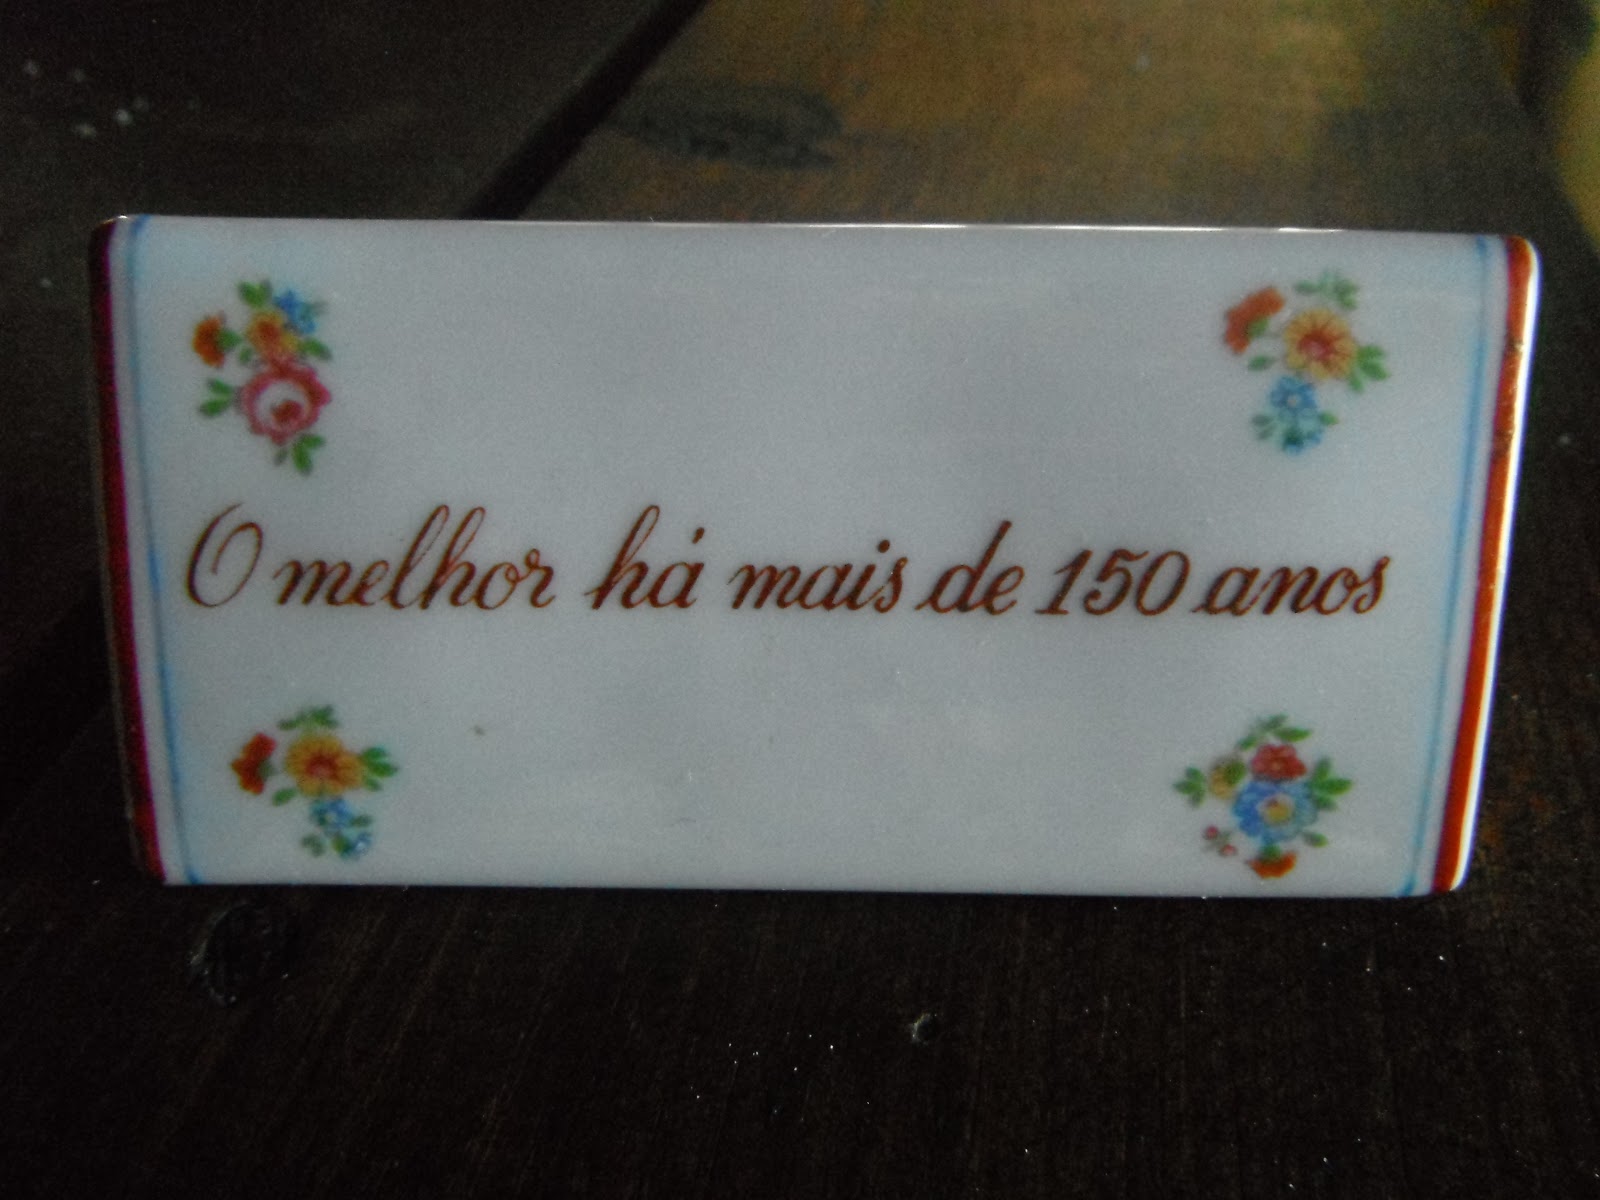 O melhor há mais de 150 anos